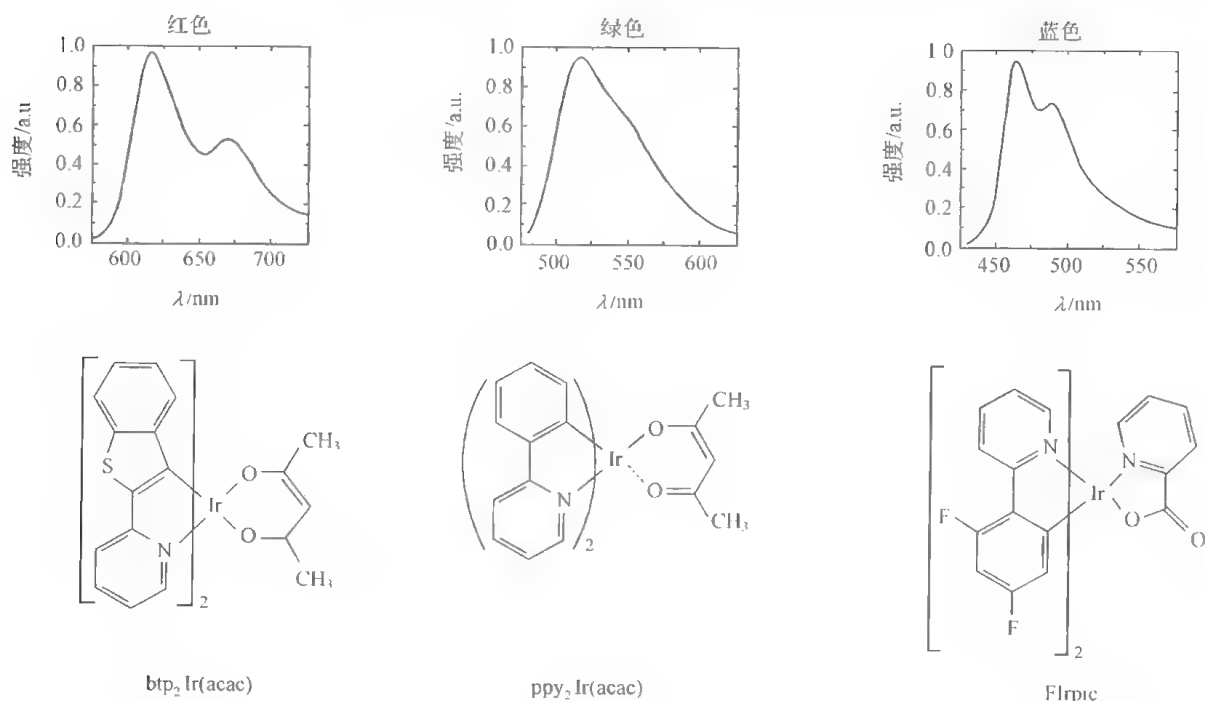 红色
1.0
0.8
0.6
0.4
0.2
0.0
强度/a.u
600
650
700
λ/nm
绿色
1.0
0.8
0.6
0.4
0.2
0.0
强度/a.u.
500
550
600
λ/nm
蓝色
1 0
0.8
0.6
0.4
0.2
0.0
强度/a.u.
450
500
550
λ/nm
S
N
2
Ir
O
O
CH₃
CH₃
btp₂ Ir(acac)
N
2
Ir
O
O
CH₃
CH₃
ppy₂ Ir(acac)
F
F
N
2
Ir
N
O
O
FIrpic